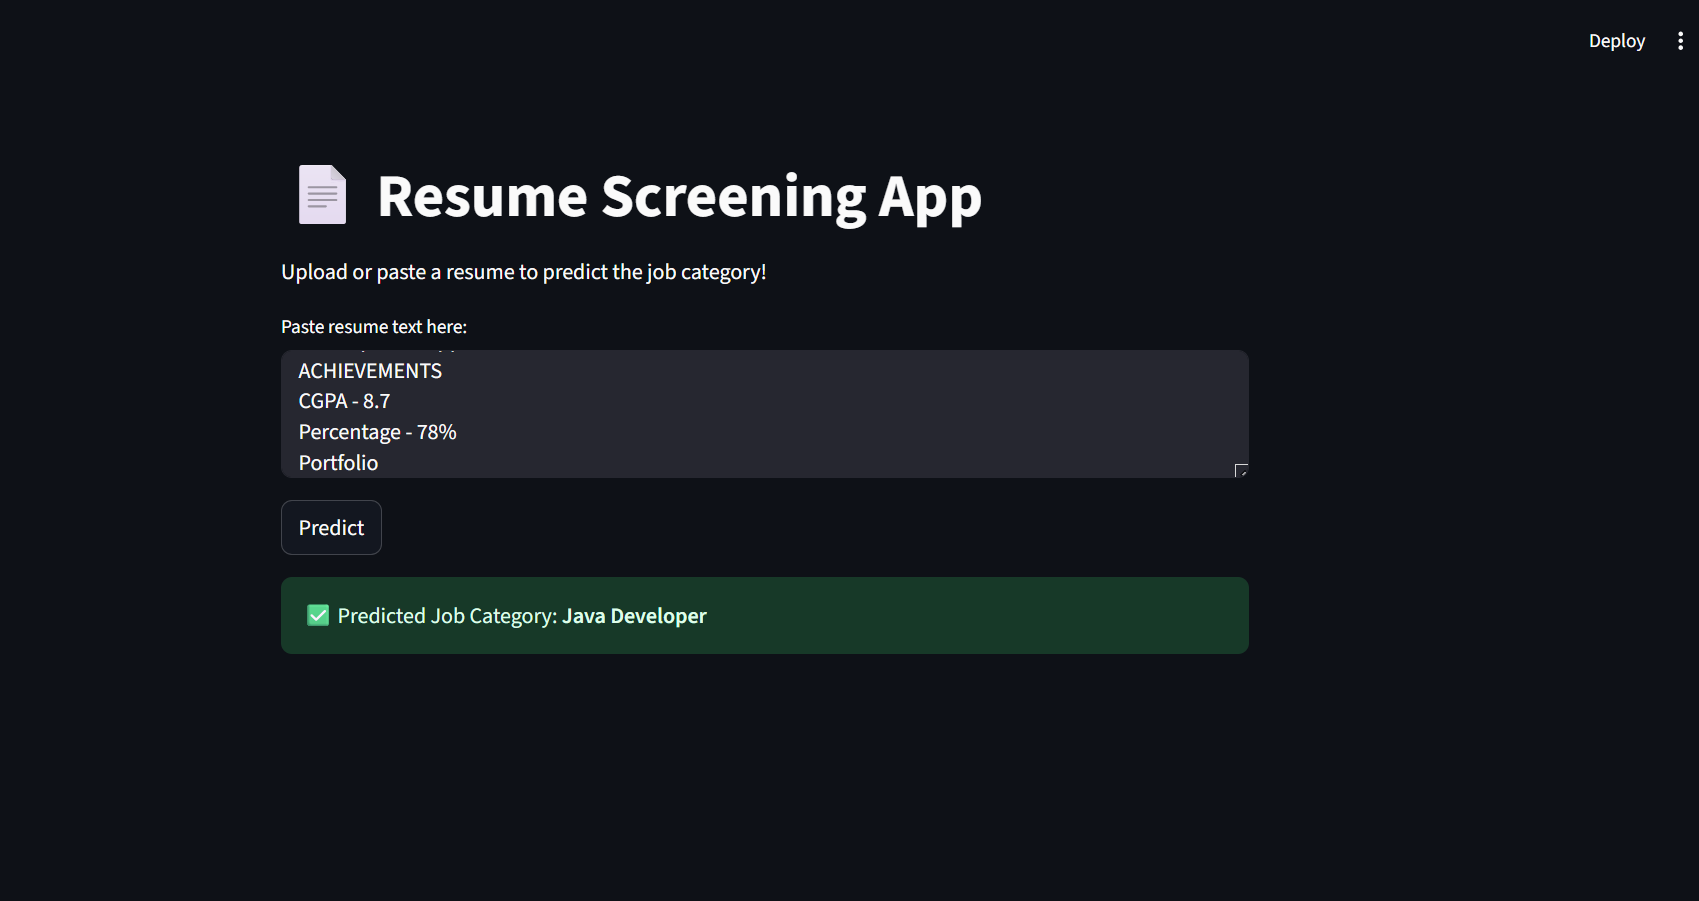 Deploy
Resume Screening App
Upload or paste a resume to predict the job category!
Paste resume text here:
ACHIEVEMENTS
CGPA - 8.7
Percentage - 78%
Portfolio
Predict
Predicted Job Category: Java Developer